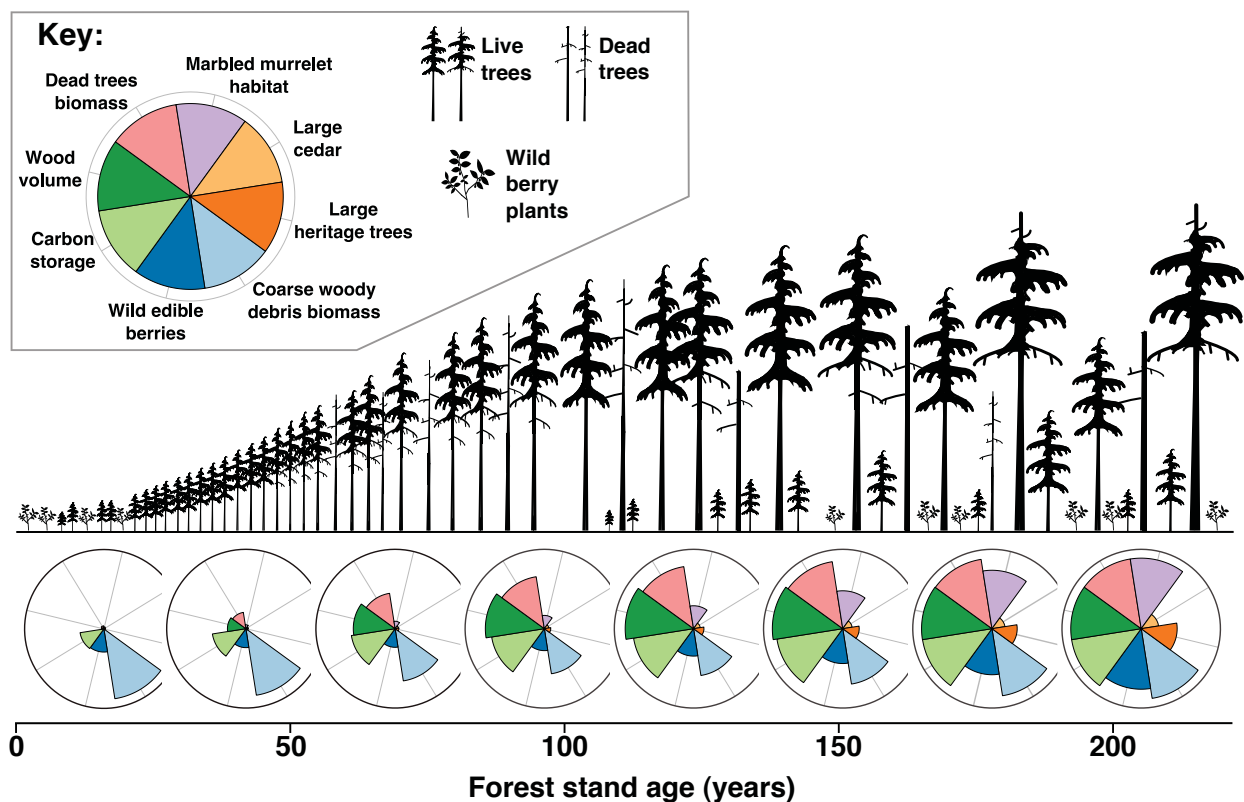 Key:
Marbled murrelet
habitat
Dead trees
biomass
Large
cedar
Wood
volume
Large
heritage trees
Carbon
storage
Coarse woody
debris biomass
Wild edible
berries
Live
trees
Dead
trees
Wild
berry
plants
0 50 100 150 200
Forest stand age (years)